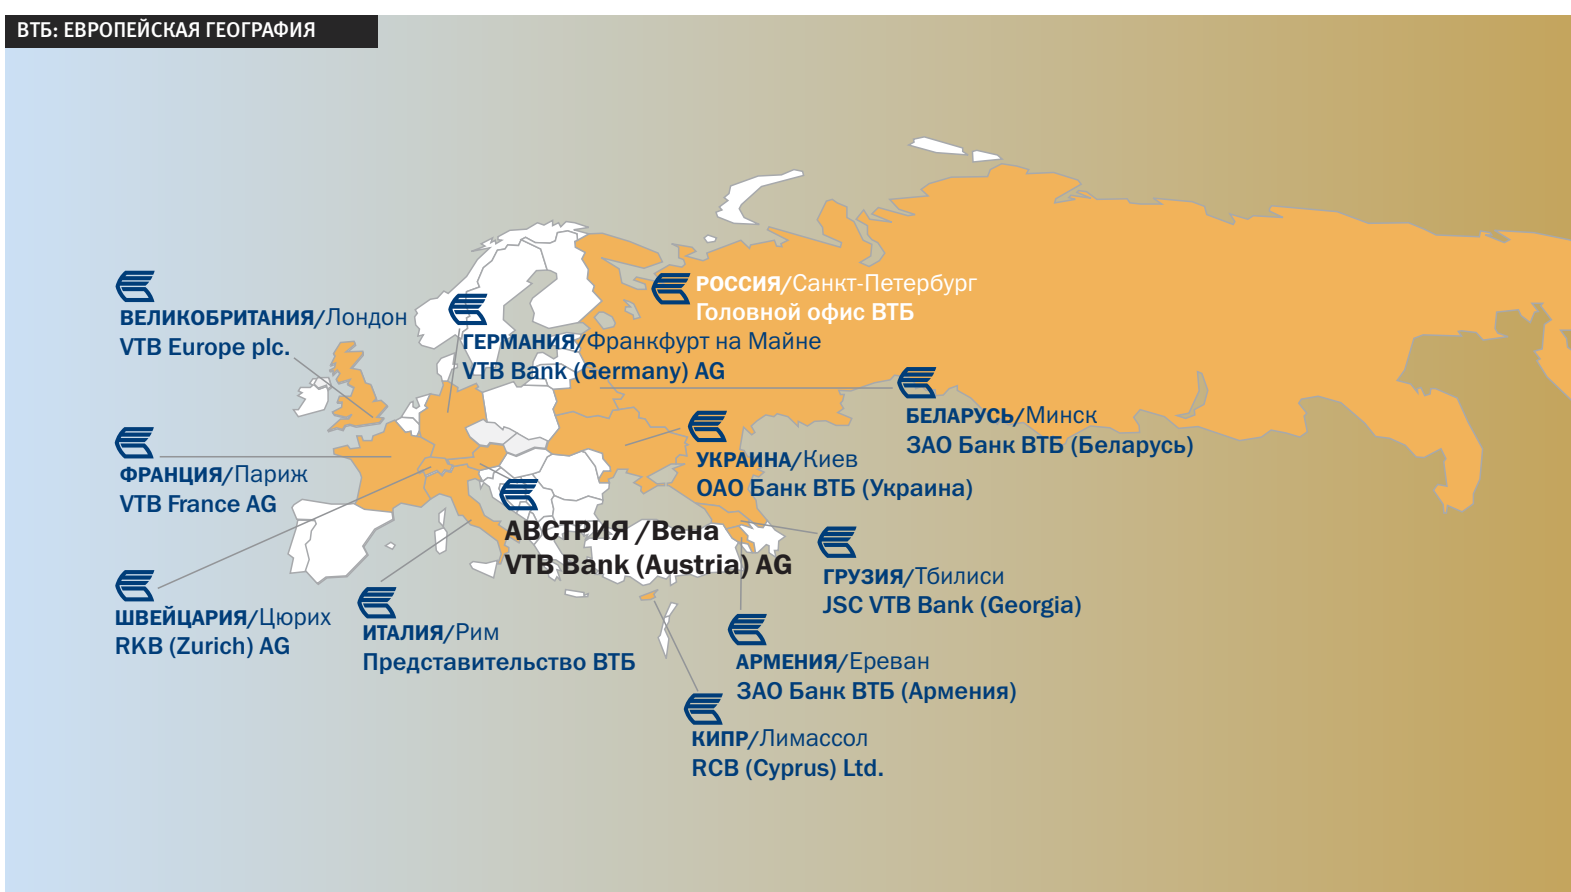 ВТБ: ЕВРОПЕЙСКАЯ ГЕОГРАФИЯ
РОССИЯ/Санкт-Петербург
Головной офис ВТБ
ВЕЛИКОБРИТАНИЯ/Лондон
VTB Europe plc.
ГЕРМАНИЯ/Франкфурт на Майне
VTB Bank (Germany) AG
БЕЛАРУСЬ/Минск
ЗАО Банк ВТБ (Беларусь)
ФРАНЦИЯ/Париж
VTB France AG
УКРАИНА/Киев
ОАО Банк ВТБ (Украина)
АВСТРИЯ /Вена
VTB Bank (Austria) AG
ГРУЗИЯ/Тбилиси
JSC VTB Bank (Georgia)
ШВЕЙЦАРИЯ/Цюрих
RKB (Zurich) AG
ИТАЛИЯ/Рим
Представительство ВТБ
АРМЕНИЯ/Ереван
ЗАО Банк ВТБ (Армения)
КИПР/Лимассол
RCB (Cyprus) Ltd.